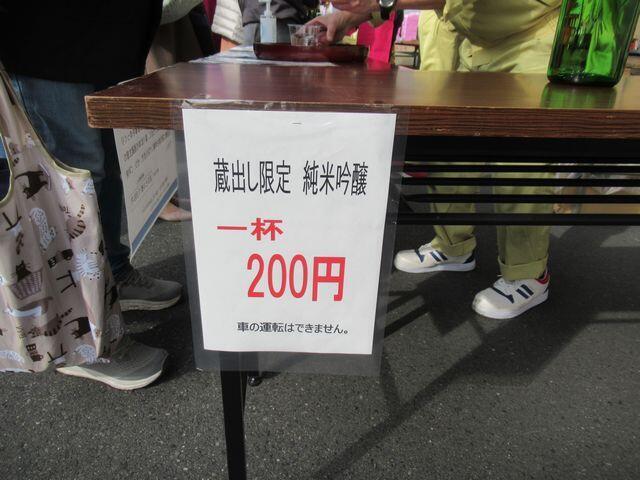 蔵出し限定 純米吟醸
一杯
200円
車の運転はできません。